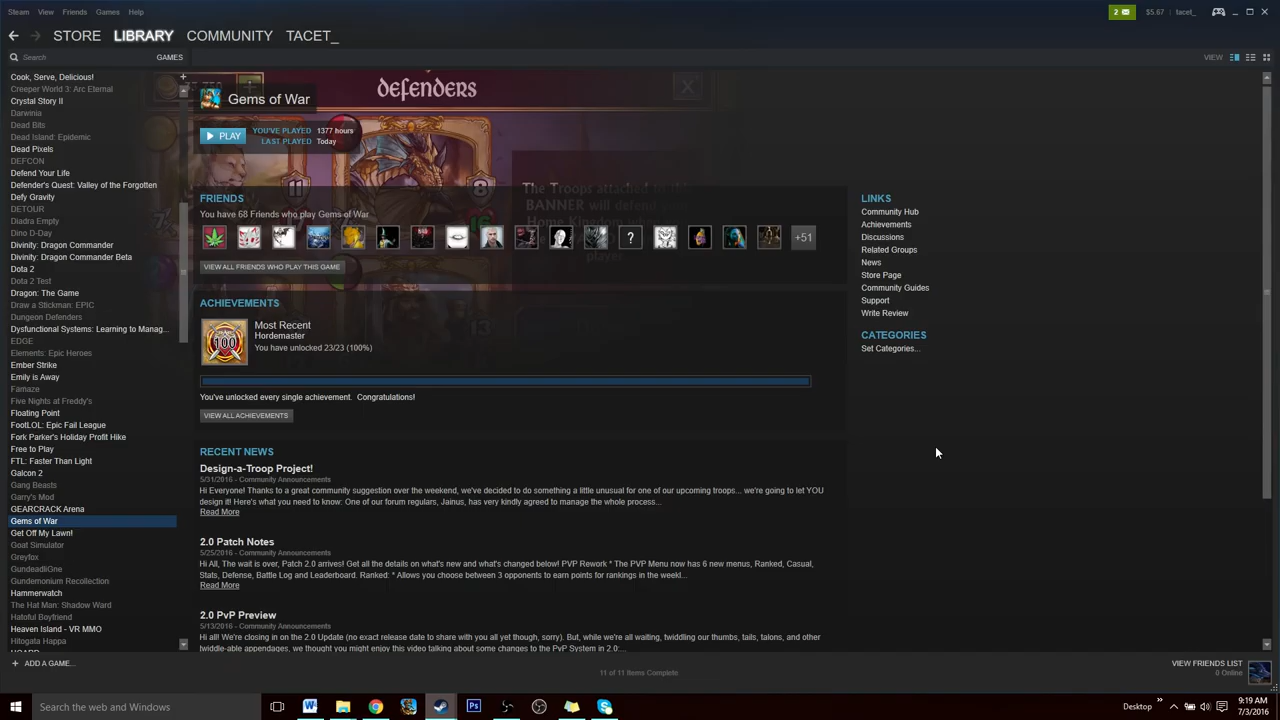 Steam View Friends Games Help
2 $5.67 tacet_
STORE LIBRARY COMMUNITY TACET_
Search GAMES
VIEW
Cook, Serve, Delicious!
Creeper World 3: Arc Eternal
Crystal Story II
Darwinia
Dead Bits
Dead Island: Epidemic
Dead Pixels
DEFCON
Defend Your Life
Defender's Quest: Valley of the Forgotten
Defy Gravity
DETOUR
Diadra Empty
Dino D-Day
Divinity: Dragon Commander
Divinity: Dragon Commander Beta
Dota 2
Dota 2 Test
Dragon: The Game
Draw a Stickman: EPIC
Dungeon Defenders
Dysfunctional Systems: Learning to Manag...
EDGE
Elements: Epic Heroes
Ember Strike
Emily is Away
Famaze
Five Nights at Freddy's
Floating Point
FootLOL: Epic Fail League
Fork Parker's Holiday Profit Hike
Free to Play
FTL: Faster Than Light
Galcon 2
Gang Beasts
Garry's Mod
GEARCRACK Arena
Gems of War
Get Off My Lawn!
Goat Simulator
Greyfox
GundeadliGne
Gundemonium Recollection
Hammerwatch
The Hat Man: Shadow Ward
Hatoful Boyfriend
Heaven Island - VR MMO
Hitogata Happa
+ ADD A GAME...
defenders
X
Gems of War
PLAY
YOU'VE PLAYED 1377 hours
LAST PLAYED Today
11
8
16
13
The Troops attached to
BANNER will defend
Home Kingdom
player
FRIENDS
You have 68 Friends who play Gems of War
? +51
VIEW ALL FRIENDS WHO PLAY THIS GAME
ACHIEVEMENTS
100
Most Recent
Hordemaster
You have unlocked 23/23 (100%)
You've unlocked every single achievement. Congratulations!
VIEW ALL ACHIEVEMENTS
RECENT NEWS
Design-a-Troop Project!
5/31/2016 - Community Announcements
Hi Everyone! Thanks to a great community suggestion over the weekend, we've decided to do something a little unusual for one of our upcoming troops... we're going to let YOU
design it! Here's what you need to know: One of our forum regulars, Jainus, has very kindly agreed to manage the whole process...
Read More
2.0 Patch Notes
5/25/2016 - Community Announcements
Hi All, The wait is over, Patch 2.0 arrives! Get all the details on what's new and what's changed below! PVP Rework * The PVP Menu now has 6 new menus, Ranked, Casual,
Stats, Defense, Battle Log and Leaderboard. Ranked: * Allows you choose between 3 opponents to earn points for rankings in the weekl...
Read More
2.0 PvP Preview
5/13/2016 - Community Announcements
Hi all! We're closing in on the 2.0 Update (no exact release date to share with you all yet though, sorry). But, while we're all waiting, twiddling our thumbs, tails, talons, and other
twiddle-able appendages, we thought you might enjoy this video talking about some changes to the PvP System in 2.0:...
LINKS
Community Hub
Achievements
Discussions
Related Groups
News
Store Page
Community Guides
Support
Write Review
CATEGORIES
Set Categories...
11 of 11 Items Complete
VIEW FRIENDS LIST
0 Online
Search the web and Windows
Desktop
9:19 AM
7/3/2016